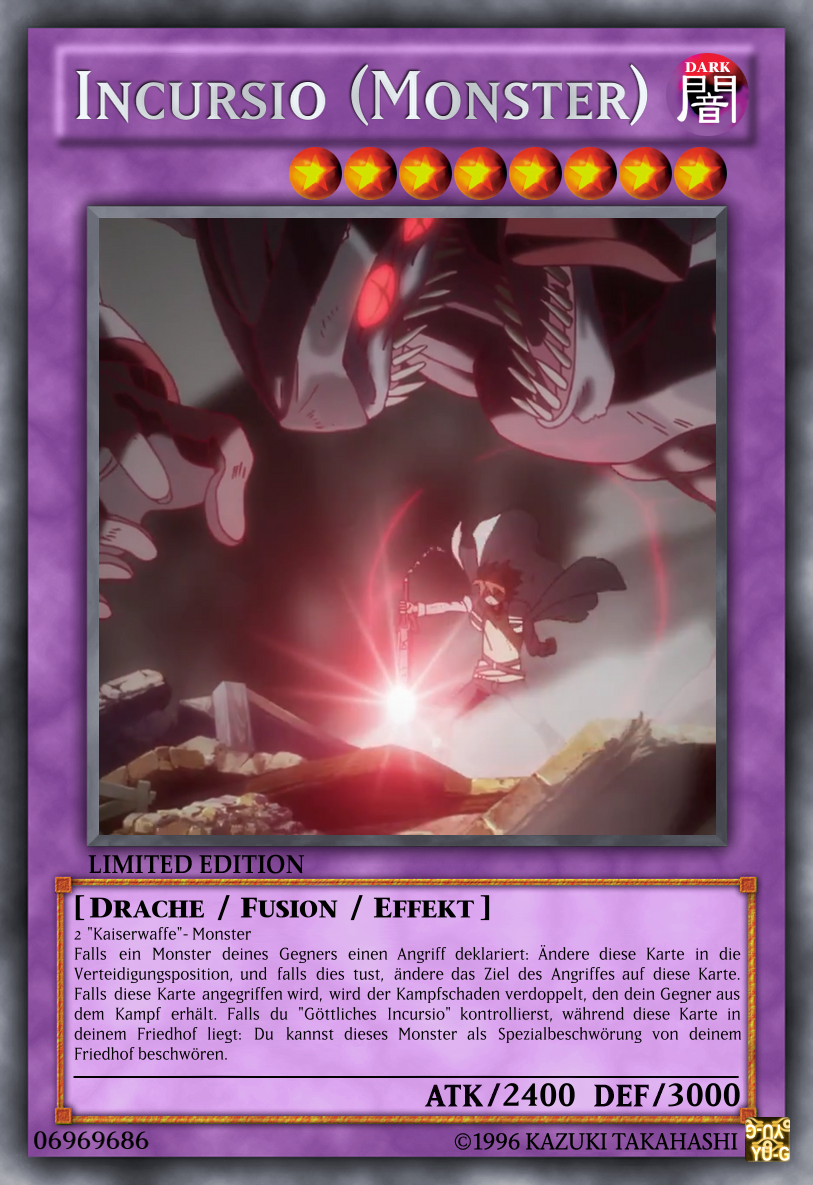 Incursio (Monster)
DARK
闇
LIMITED EDITION
[ Drache / Fusion / Effekt ]
2 "Kaiserwaffe"- Monster
Falls ein Monster deines Gegners einen Angriff deklariert: Ändere diese Karte in die
Verteidigungsposition, und falls dies tust, ändere das Ziel des Angriffes auf diese Karte.
Falls diese Karte angegriffen wird, wird der Kampfschaden verdoppelt, den dein Gegner aus
dem Kampf erhält. Falls du "Göttliches Incursio" kontrollierst, während diese Karte in
deinem Friedhof liegt: Du kannst dieses Monster als Spezialbeschwörung von deinem
Friedhof beschwören.
ATK/2400 DEF/3000
06969686
©1996 KAZUKI TAKAHASHI